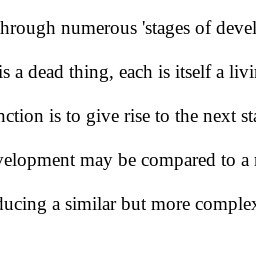 hrough numerous 'stages of devel
is a dead thing, each is itself a livi
nction is to give rise to the next sta
velopment may be compared to a
ducing a similar but more complex